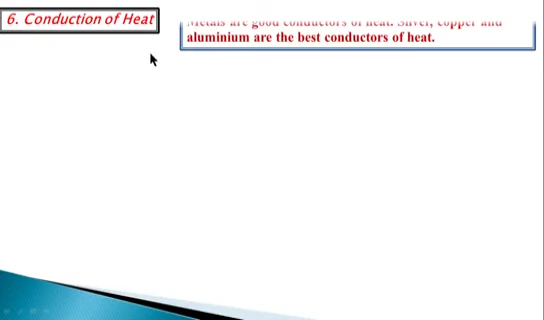 6. Conduction of Heat
Metals are good conductors of heat. Silver, copper and
aluminium are the best conductors of heat.